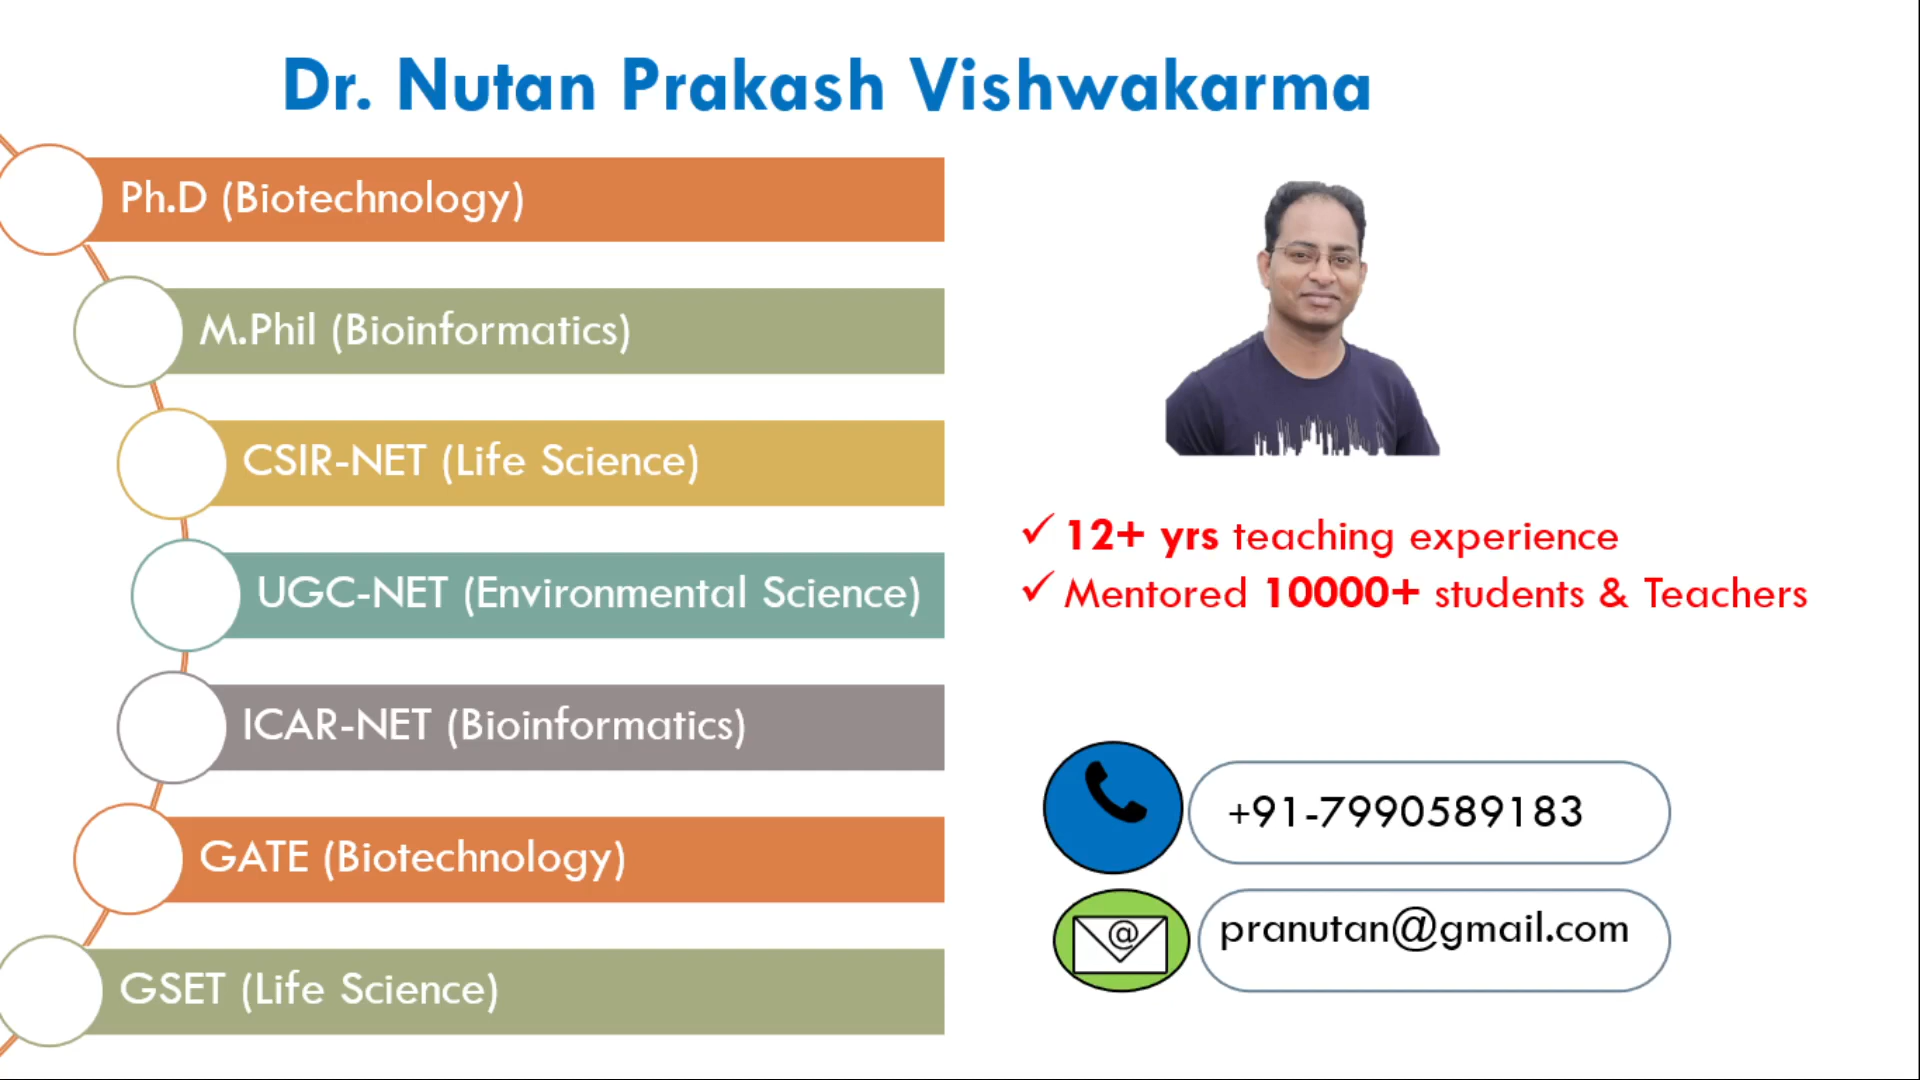 Dr. Nutan Prakash Vishwakarma
Ph.D (Biotechnology)
M.Phil (Bioinformatics)
CSIR-NET (Life Science)
UGC-NET (Environmental Science)
ICAR-NET (Bioinformatics)
GATE (Biotechnology)
GSET (Life Science)
✓ 12+ yrs teaching experience
✓ Mentored 10000+ students & Teachers
+91-7990589183
@
pranutan@gmail.com